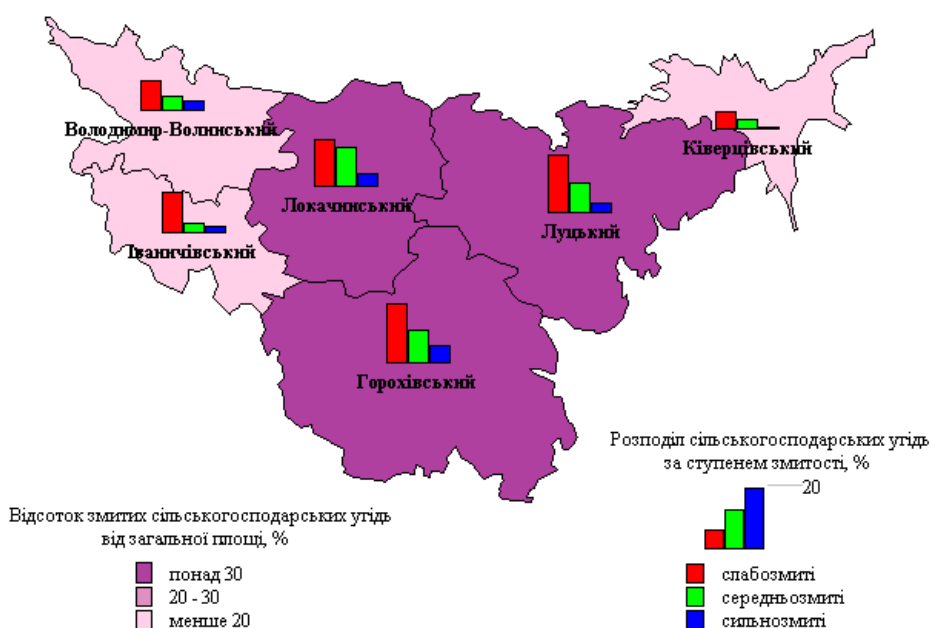 Володимир-Волинський
Ківерцівський
Локачинський
Луцький
Іваничівський
Горохівський
Розподіл сільськогосподарських угідь
за ступенем змитості, %
20
слабозмиті
середньозмиті
сильнозмиті
Відсоток змитих сільськогосподарських угідь
від загальної площі, %
понад 30
20 - 30
менше 20